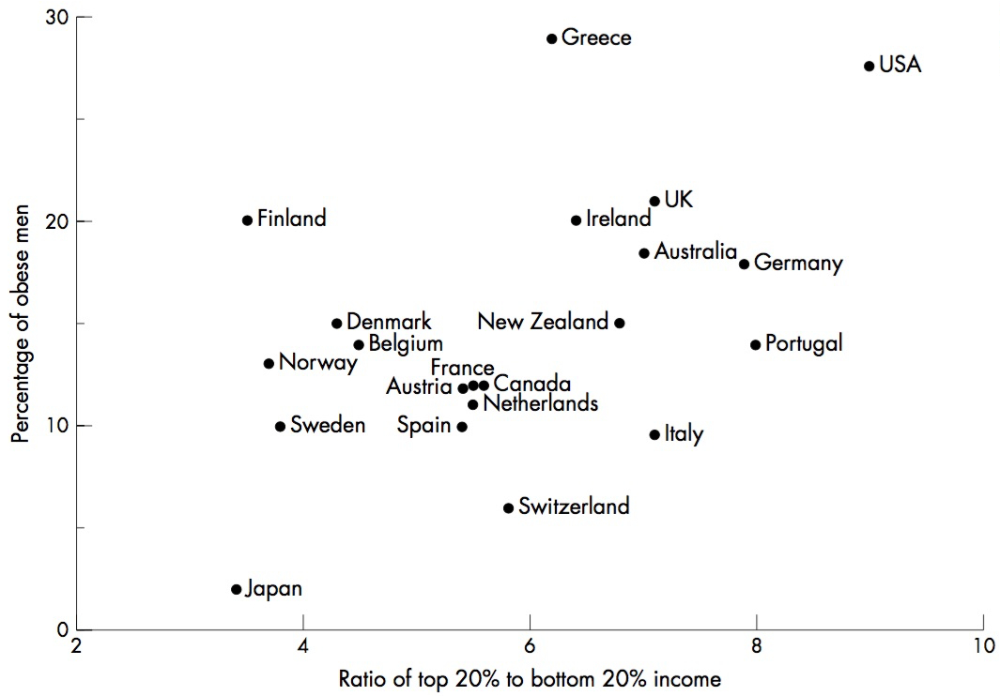 30
Greece
USA
UK
20
Finland
Ireland
Australia
Germany
Denmark
New Zealand
Belgium
Portugal
Norway
France
Austria
Canada
Netherlands
10
Sweden
Spain
Italy
Switzerland
Japan
0
2
4
6
8
10
Percentage of obese men
Ratio of top 20% to bottom 20% income